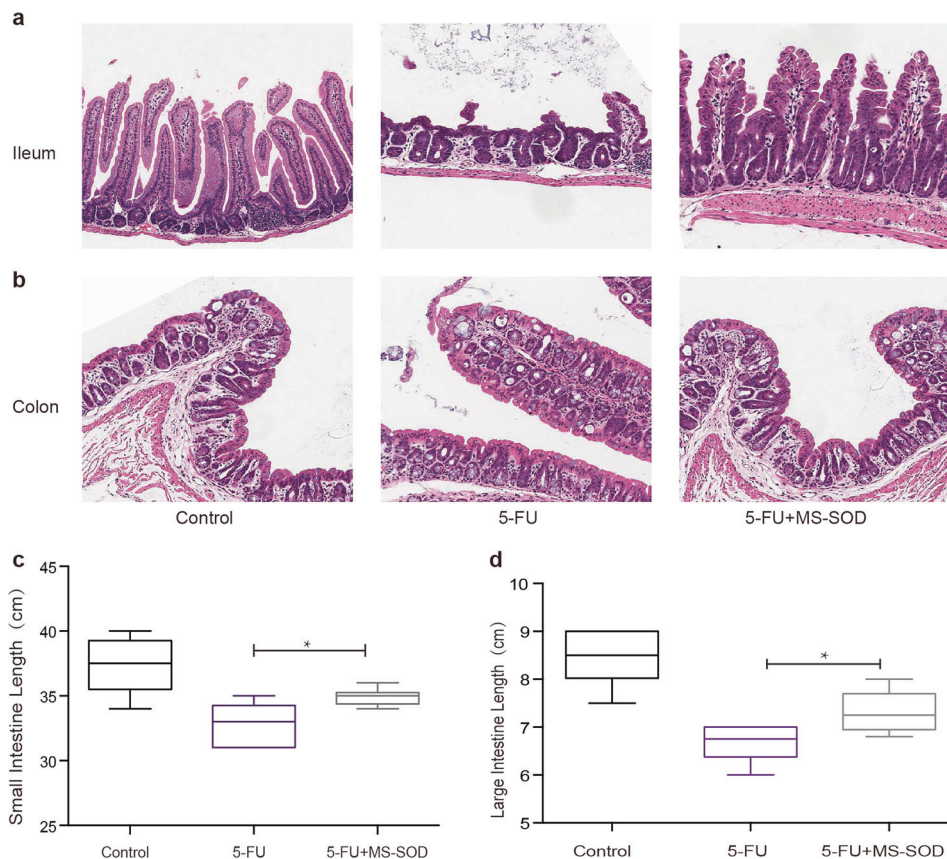 a
Ileum
b
Colon
Control 5-FU 5-FU+MS-SOD
c
Small Intestine Length (cm)
45
40
35
30
25
*
Control 5-FU 5-FU+MS-SOD
d
Large Intestine Length (cm)
10
9
8
7
6
5
*
Control 5-FU 5-FU+MS-SOD